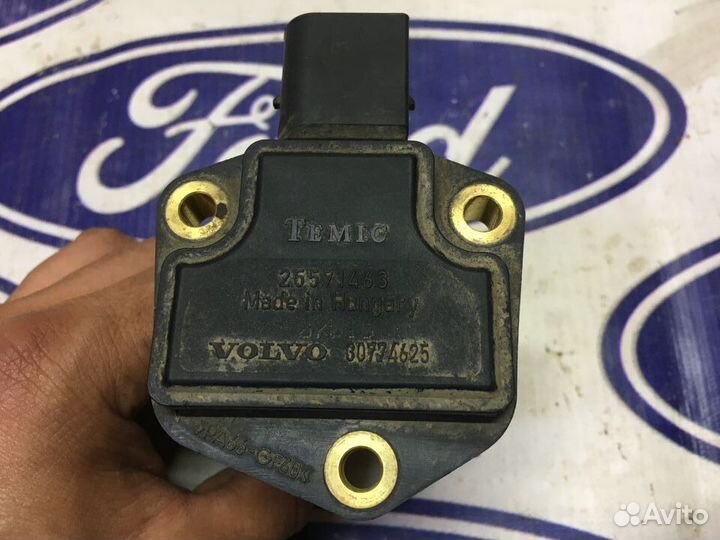 Ford
TEMIC
25571463
Made in Hungary
VOLVO 30774625
Avito